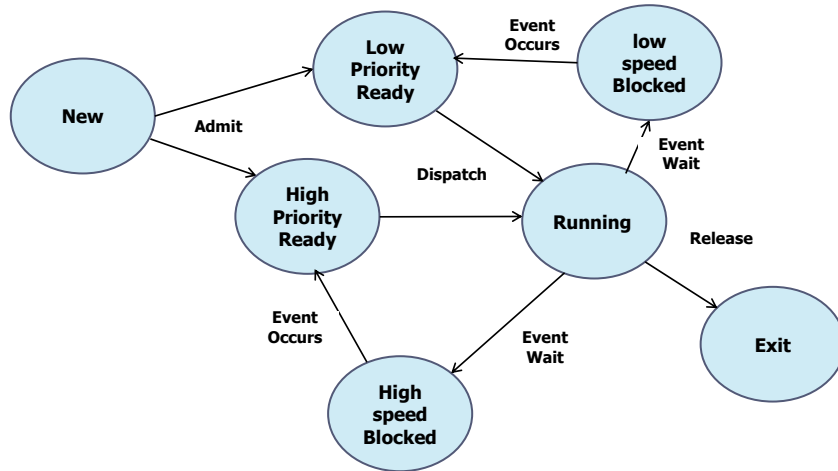 New
Admit
Low
Priority
Ready
Event
Occurs
low
speed
Blocked
High
Priority
Ready
Dispatch
Event
Wait
Running
Release
Event
Occurs
Event
Wait
Exit
High
speed
Blocked